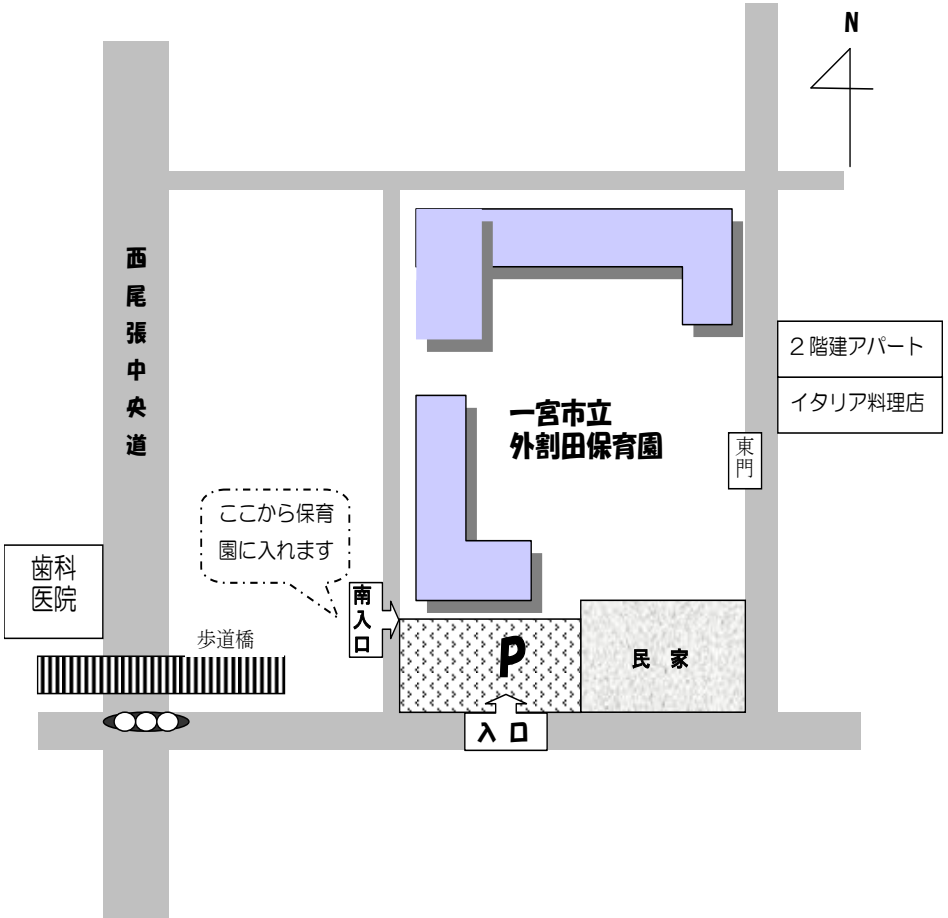 N
西尾張中央道
2階建アパート
イタリア料理店
一宮市立
外割田保育園
東門
ここから保育
園に入れます
歯科
医院
南入口
歩道橋
P
民 家
入 口